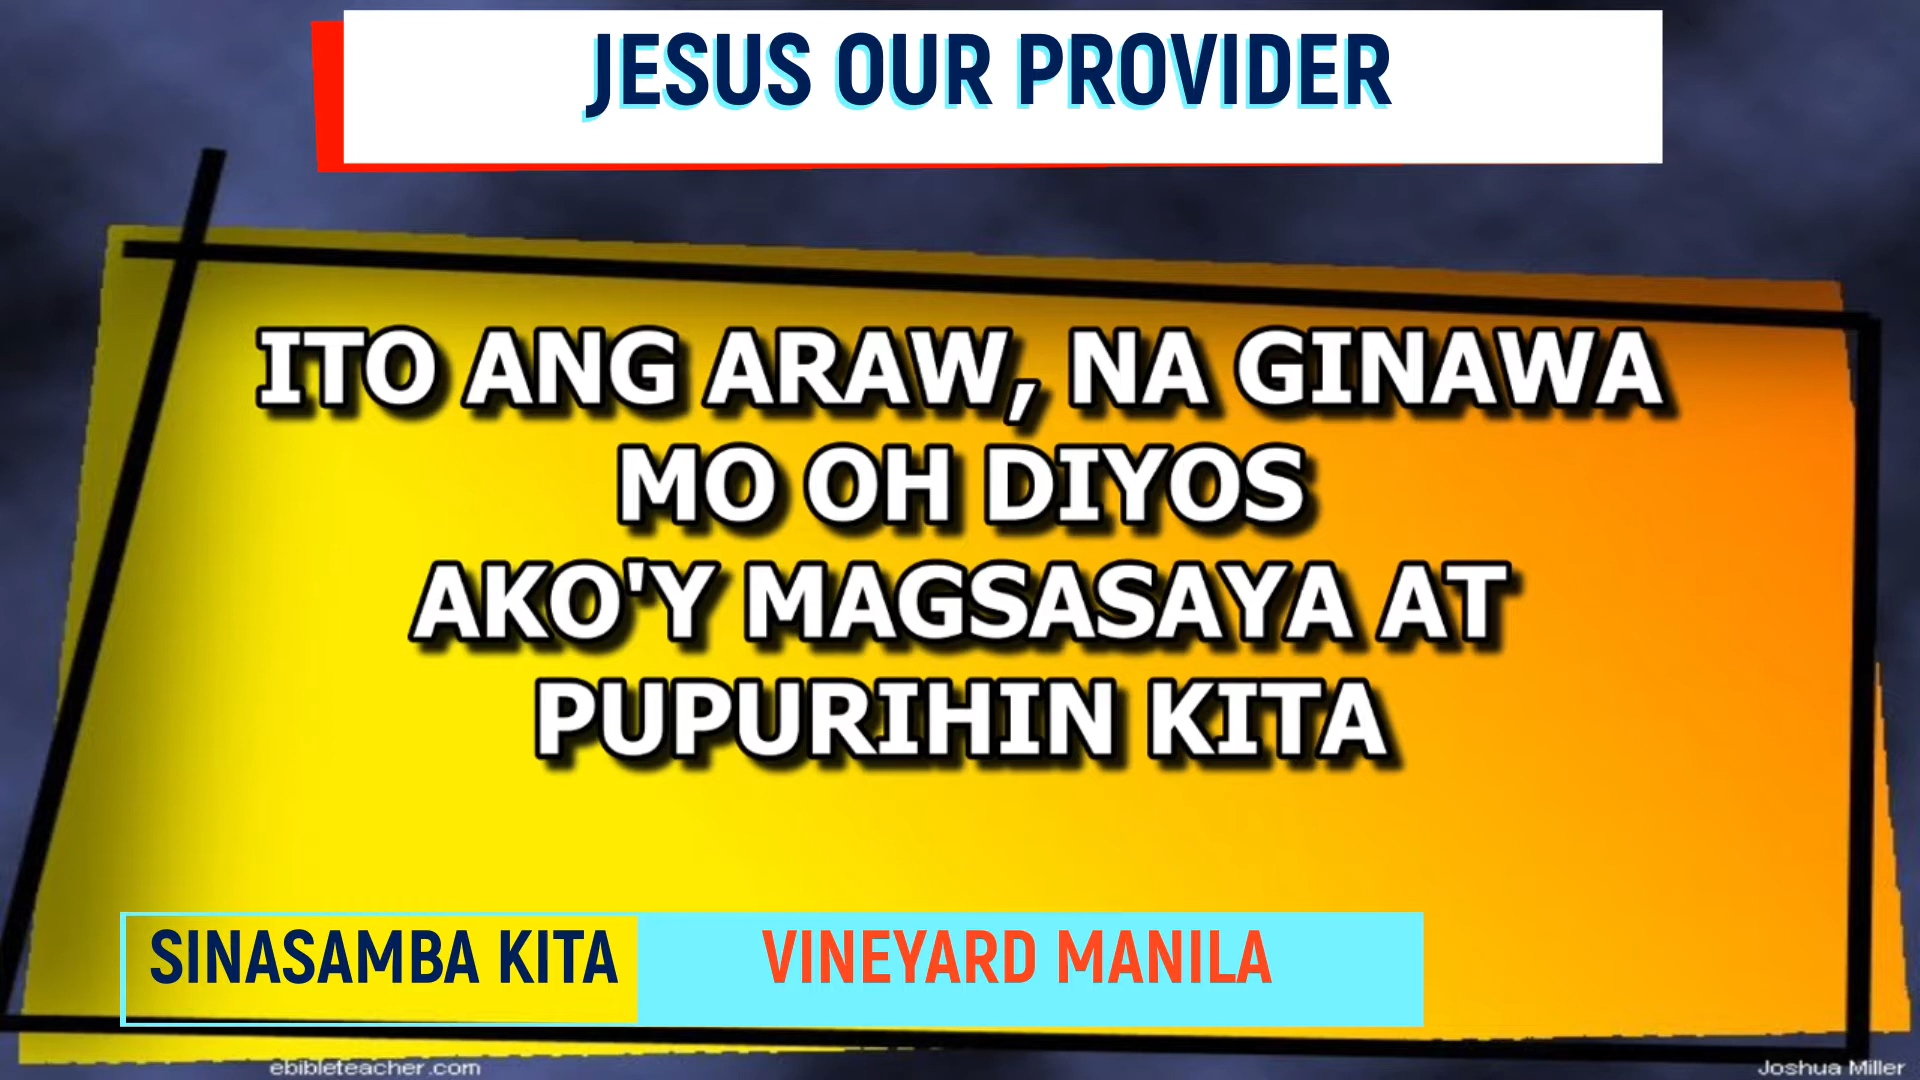 JESUS OUR PROVIDER
ITO ANG ARAW, NA GINAWA
MO OH DIYOS
AKO'Y MAGSASAYA AT
PUPURIHIN KITA
SINASAMBA KITA
VINEYARD MANILA
ebibleteacher.com
Joshua Miller